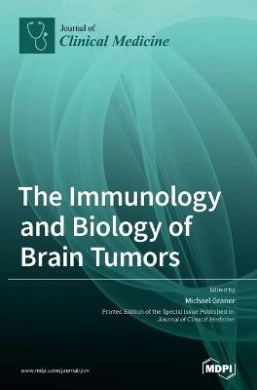 Journal of
Clinical Medicine
The Immunology
and Biology of
Brain Tumors
Edited by
Michael Graner
Printed Edition of the Special Issue Published in
Journal of Clinical Medicine
www.mdpi.com/journal/jcm
MDPI